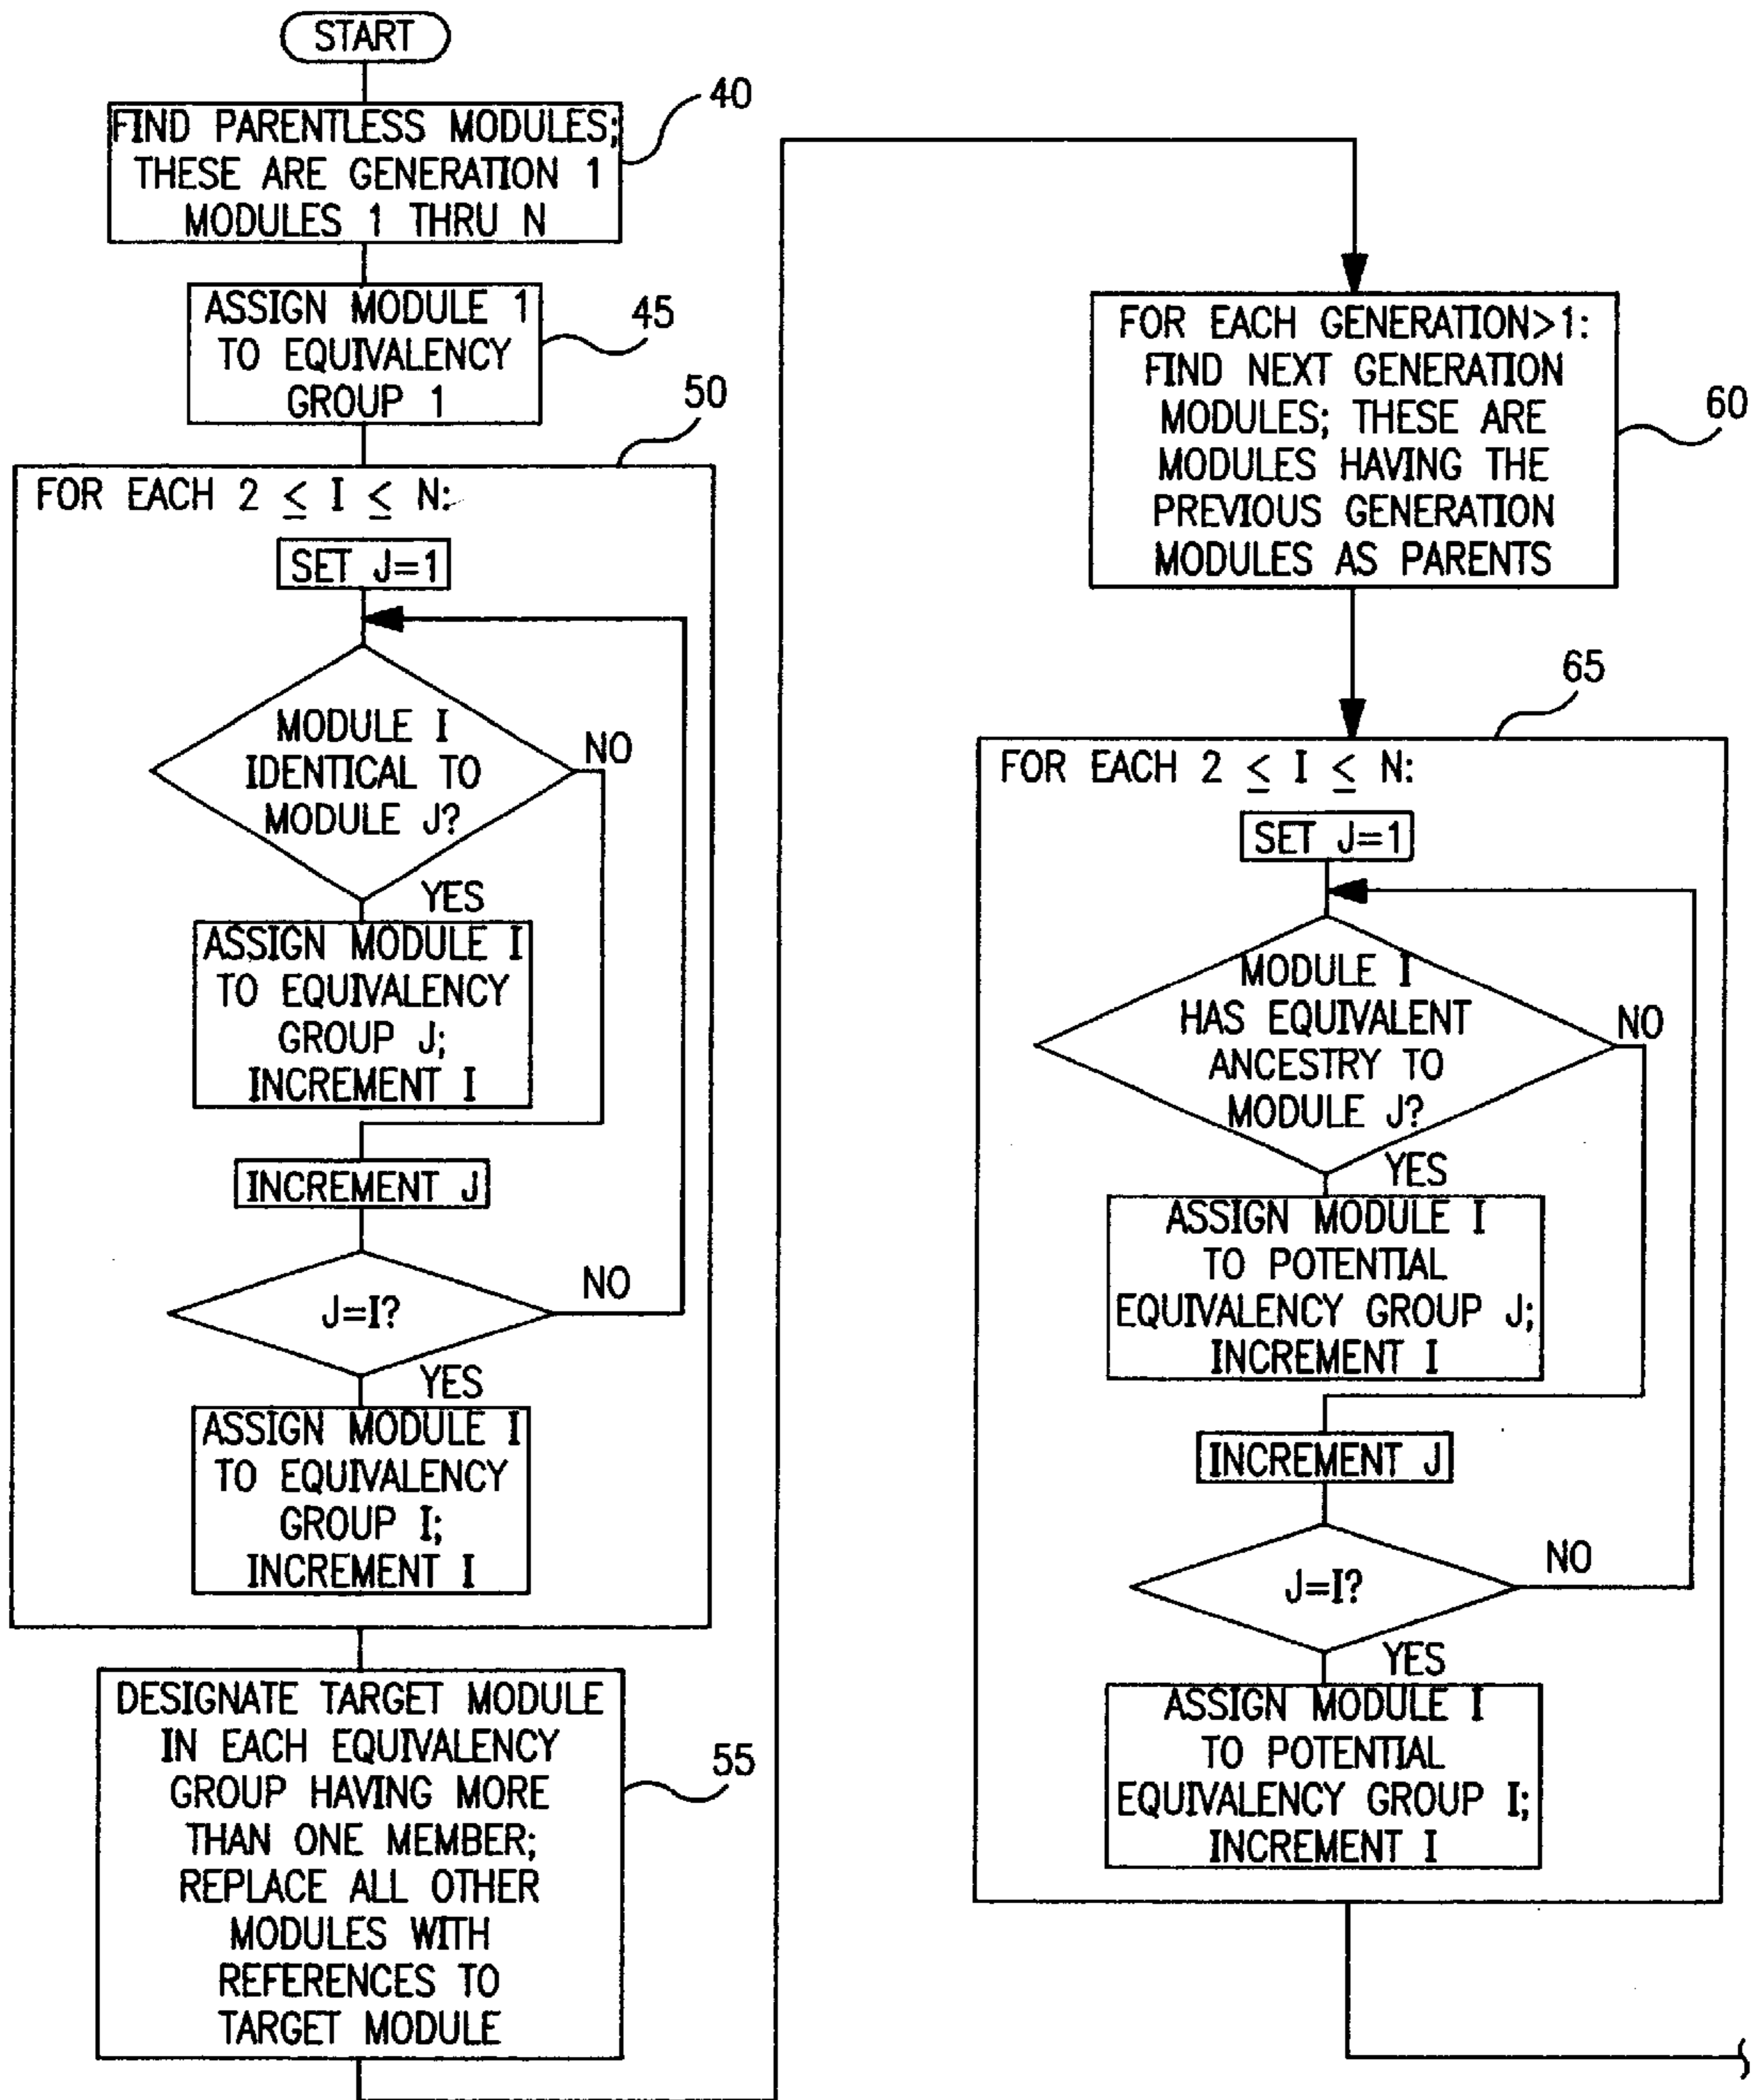 START
FIND PARENTLESS MODULES;
THESE ARE GENERATION 1
MODULES 1 THRU N
40
ASSIGN MODULE 1
TO EQUIVALENCY
GROUP 1
45
50
FOR EACH 2 ≤ I ≤ N:
SET J=1
MODULE I
IDENTICAL TO
MODULE J?
NO
YES
ASSIGN MODULE I
TO EQUIVALENCY
GROUP J;
INCREMENT I
INCREMENT J
J=I?
NO
YES
ASSIGN MODULE I
TO EQUIVALENCY
GROUP I;
INCREMENT I
DESIGNATE TARGET MODULE
IN EACH EQUIVALENCY
GROUP HAVING MORE
THAN ONE MEMBER;
REPLACE ALL OTHER
MODULES WITH
REFERENCES TO
TARGET MODULE
55
FOR EACH GENERATION>1:
FIND NEXT GENERATION
MODULES; THESE ARE
MODULES HAVING THE
PREVIOUS GENERATION
MODULES AS PARENTS
60
65
FOR EACH 2 ≤ I ≤ N:
SET J=1
MODULE I
HAS EQUIVALENT
ANCESTRY TO
MODULE J?
NO
YES
ASSIGN MODULE I
TO POTENTIAL
EQUIVALENCY GROUP J;
INCREMENT I
INCREMENT J
J=I?
NO
YES
ASSIGN MODULE I
TO POTENTIAL
EQUIVALENCY GROUP I;
INCREMENT I